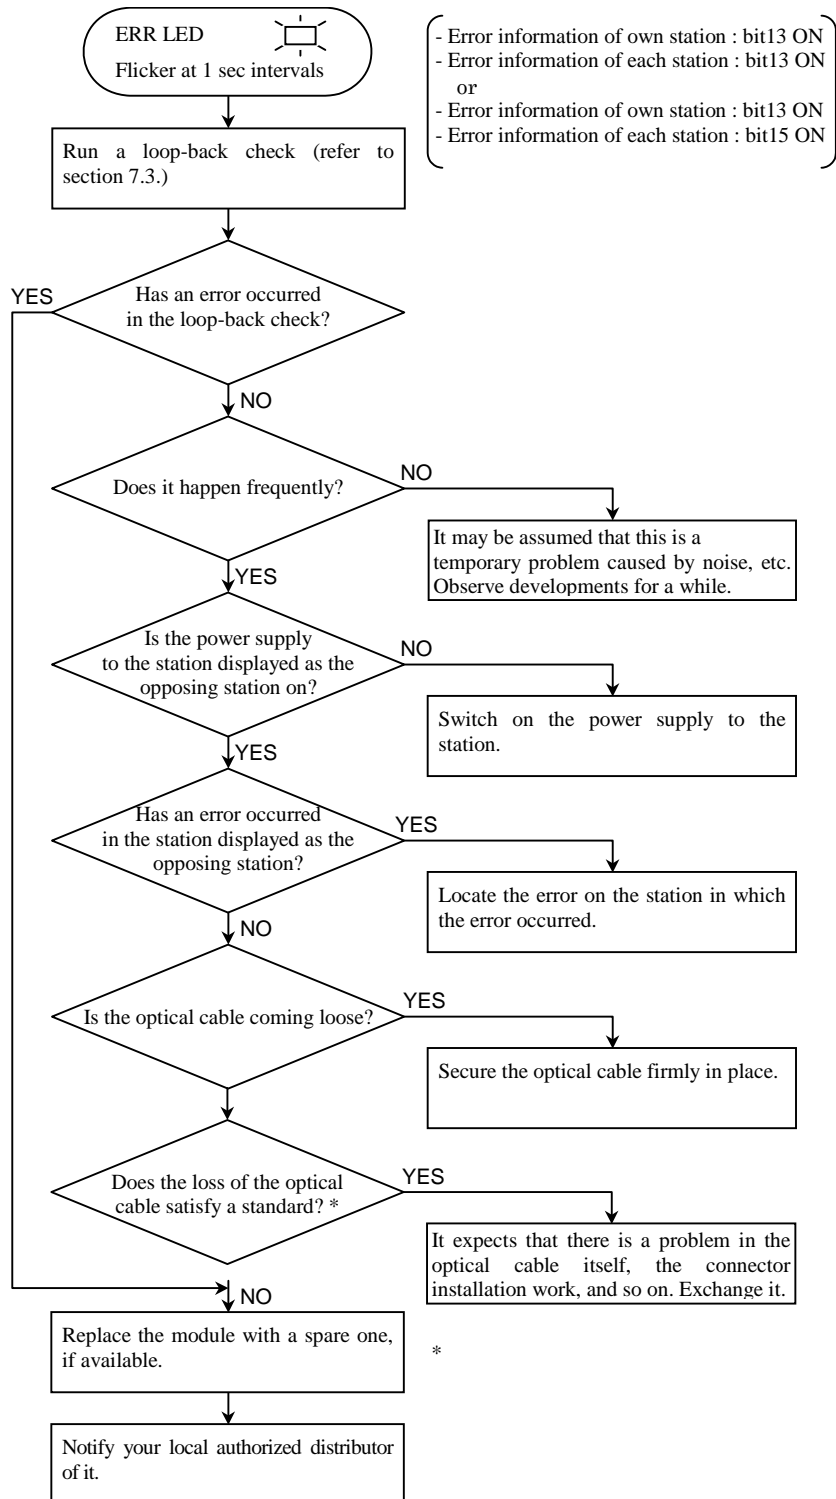 ERR LED
Flicker at 1 sec intervals
- Error information of own station : bit13 ON
- Error information of each station : bit13 ON
or
- Error information of own station : bit13 ON
- Error information of each station : bit15 ON
Run a loop-back check (refer to
section 7.3.)
YES
Has an error occurred
in the loop-back check?
NO
Does it happen frequently?
NO
It may be assumed that this is a
temporary problem caused by noise, etc.
Observe developments for a while.
YES
Is the power supply
to the station displayed as the
opposing station on?
NO
Switch on the power supply to the
station.
YES
Has an error occurred
in the station displayed as the
opposing station?
YES
Locate the error on the station in which
the error occurred.
NO
Is the optical cable coming loose?
YES
Secure the optical cable firmly in place.
Does the loss of the optical
cable satisfy a standard? *
YES
It expects that there is a problem in the
optical cable itself, the connector
installation work, and so on. Exchange it.
NO
Replace the module with a spare one,
if available.
*
Notify your local authorized distributor
of it.